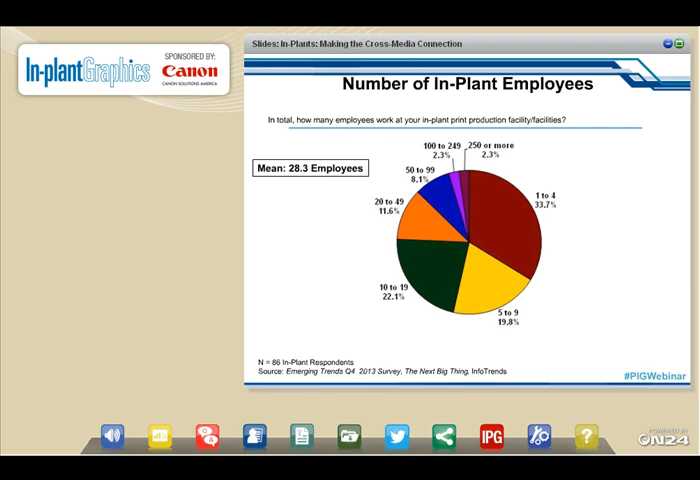 Slides: In-Plants: Making the Cross-Media Connection
In-plantGraphics
SPONSORED BY:
Canon
CANON SOLUTIONS AMERICA
Number of In-Plant Employees
In total, how many employees work at your in-plant print production facility/facilities?
Mean: 28.3 Employees
100 to 249
2.3%
250 or more
2.3%
50 to 99
8.1%
1 to 4
33.7%
20 to 49
11.6%
10 to 19
22.1%
5 to 9
19.8%
N = 86 In-Plant Respondents
Source: Emerging Trends Q4 2013 Survey, The Next Big Thing, InfoTrends
#PIGWebinar
Q
A
IPG
?
POWERED BY
ON24